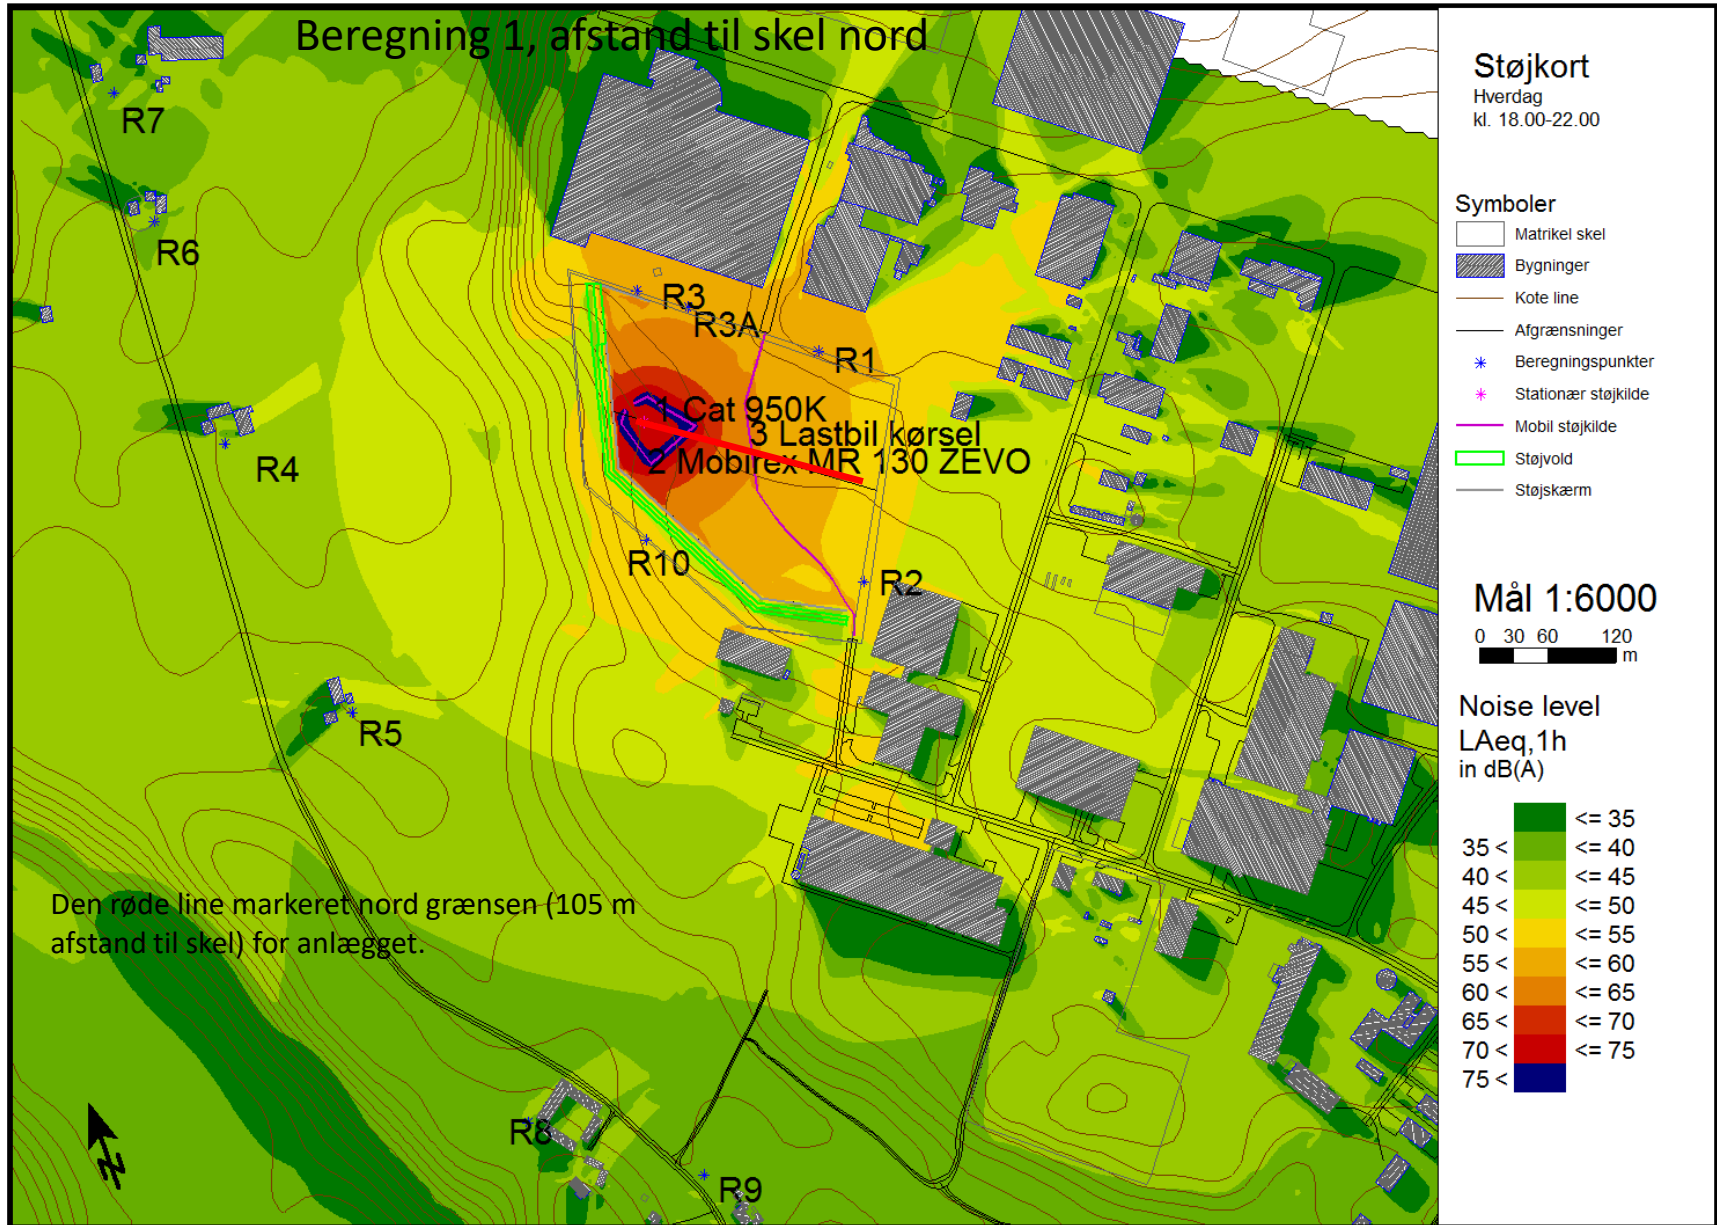 Beregning 1, afstand til skel nord
R7
R6
R3
R3A
R1
1 Cat 950K
3 Lastbil kørsel
2 Mobirex MR 130 ZEVO
R4
R10
R2
R5
Den røde line markeret nord grænsen (105 m
afstand til skel) for anlægget.
R8
R9
N
Støjkort
Hverdag
kl. 18.00-22.00
Symboler
Matrikel skel
Bygninger
Kote line
Afgrænsninger
Beregningspunkter
Stationær støjkilde
Mobil støjkilde
Støjvold
Støjskærm
Mål 1:6000
0 30 60 120
m
Noise level
LAeq,1h
in dB(A)
<= 35
35 < <= 40
40 < <= 45
45 < <= 50
50 < <= 55
55 < <= 60
60 < <= 65
65 < <= 70
70 < <= 75
75 <